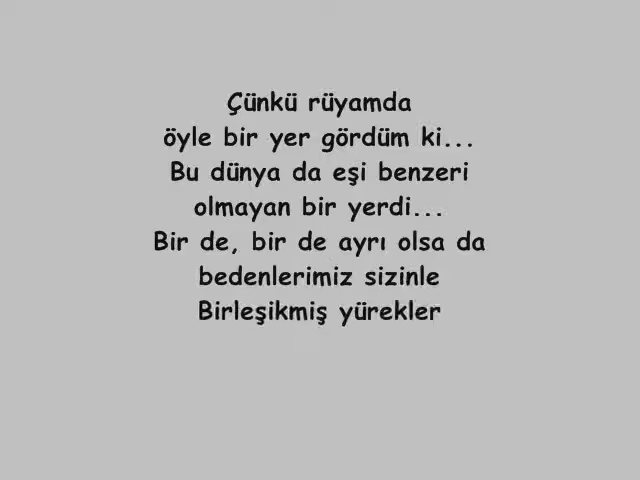 Çünkü rüyamda
öyle bir yer gördüm ki...
Bu dünya da eşi benzeri
olmayan bir yerdi...
Bir de, bir de ayrı olsa da
bedenlerimiz sizinle
Birleşikmiş yürekler